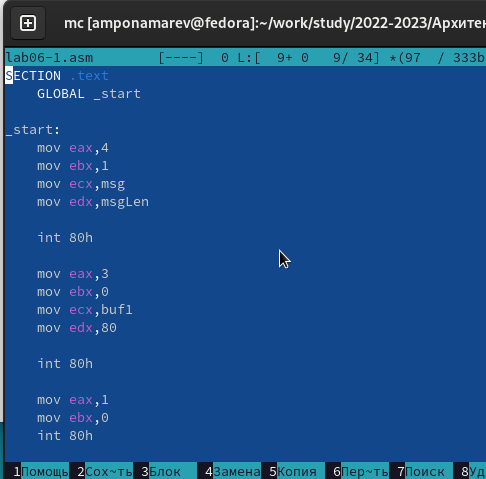 mc [amponamarev@fedora]:~/work/study/2022-2023/Архитек
lab06-1.asm        [----]  0 L:[  9+ 0   9/ 34] *(97  / 333b
SECTION .text
    GLOBAL _start
_start:
    mov eax,4
    mov ebx,1
    mov ecx,msg
    mov edx,msgLen
    int 80h
    mov eax,3
    mov ebx,0
    mov ecx,buf1
    mov edx,80
    int 80h
    mov eax,1
    mov ebx,0
    int 80h
1Помощь 2Сох~ть 3Блок 4Замена 5Копия 6Пер~ть 7Поиск 8Уд